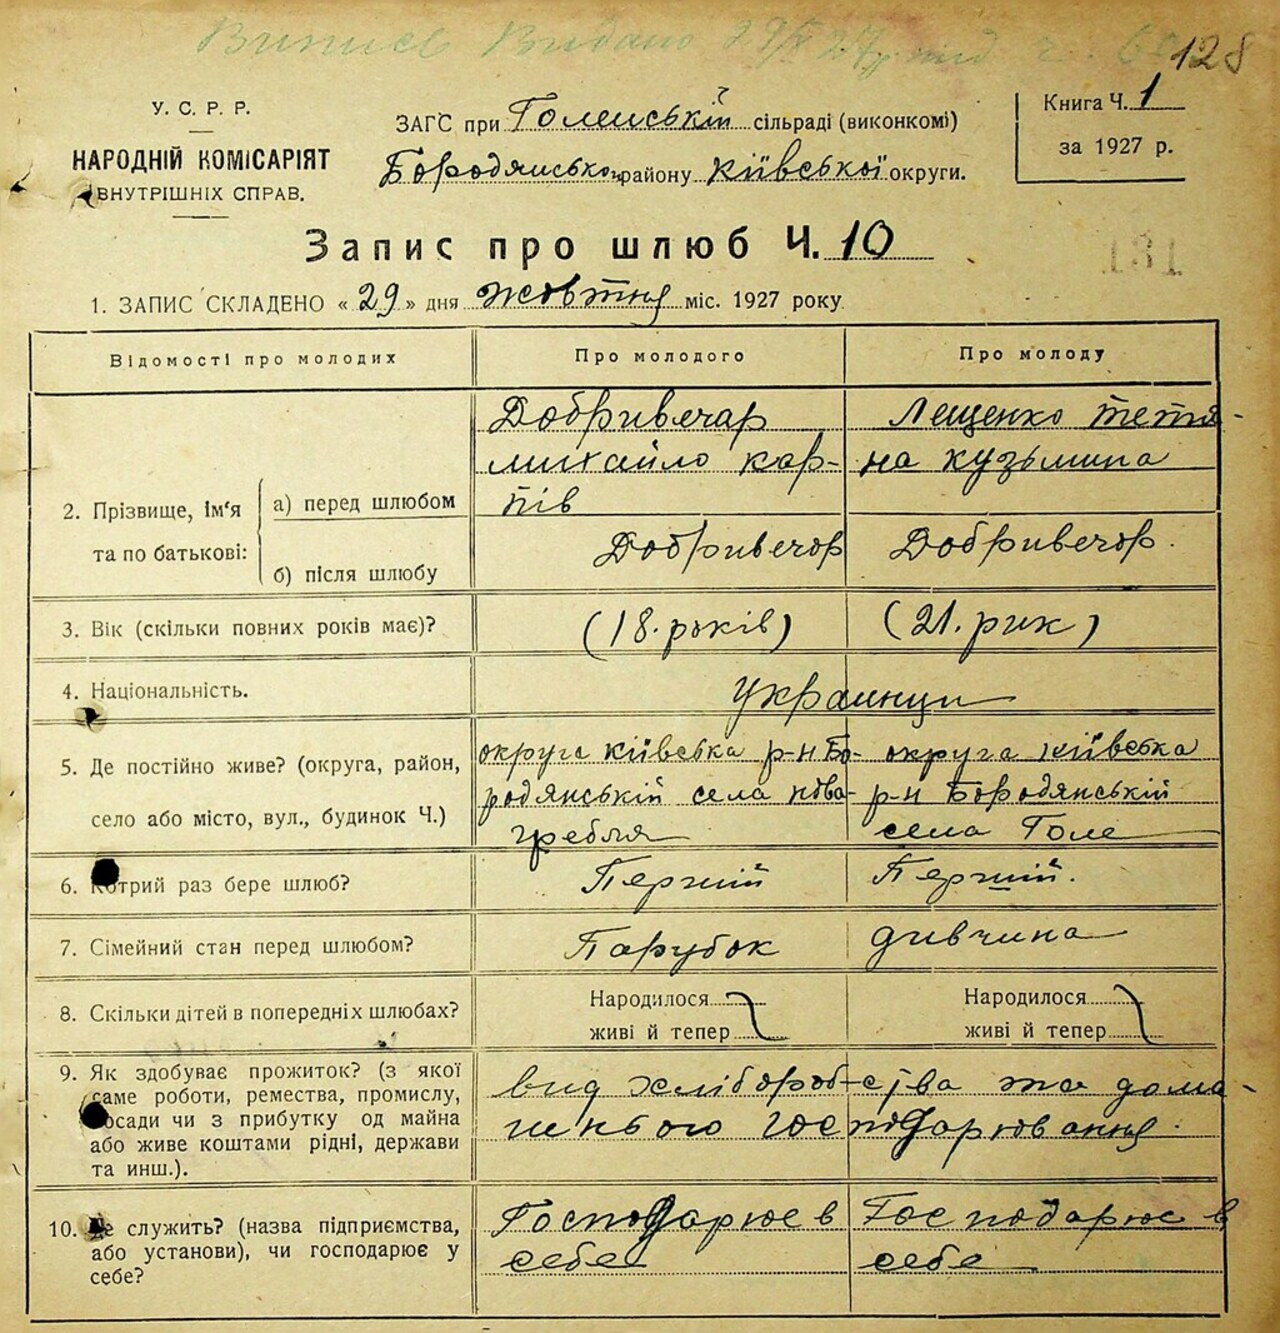 Випис Видано 29/X 27 р під ч.
128
У. С. Р. Р.
НАРОДНІЙ КОМІСАРІЯТ
ВНУТРІШНІХ СПРАВ.
ЗАГС при Голенській сільраді (виконкомі)
Бородянського району Київської округи.
Книга Ч. 1
за 1927 р.
Запис про шлюб Ч. 10
131
1. ЗАПИС СКЛАДЕНО « 29 » дня жовтня міс. 1927 року
Відомості про молодих
Про молодого
Про молоду
2. Прізвище, ім'я
та по батькові:
а) перед шлюбом
б) після шлюбу
Добривечар
михайло кар-
пів
Лещенко тетя-
на кузьмина
Добривечор
Добривечор.
3. Вік (скільки повних років має)?
(18. років)
(21. рик)
4. Національність.
Украинци
5. Де постійно живе? (округа, район,
село або місто, вул., будинок Ч.)
округа київська р-н Бо-
родянській села нова-
гребля
округа київська
р-н Бородянській
села Голе
6. Котрий раз бере шлюб?
Перший
Перший.
7. Сімейний стан перед шлюбом?
Парубок
дивчина
8. Скільки дітей в попередніх шлюбах?
Народилося
живі й тепер
Народилося
живі й тепер
9. Як здобуває прожиток? (з якої
саме роботи, ремества, промислу,
посади чи з прибутку од майна
або живе коштами рідні, держави
та инш.).
вид хліборобства та дома-
шнього господарювання.
10. Де служить? (назва підприємства,
або установи), чи господарює у
себе?
Господарює в
себе
Господарює в
себе